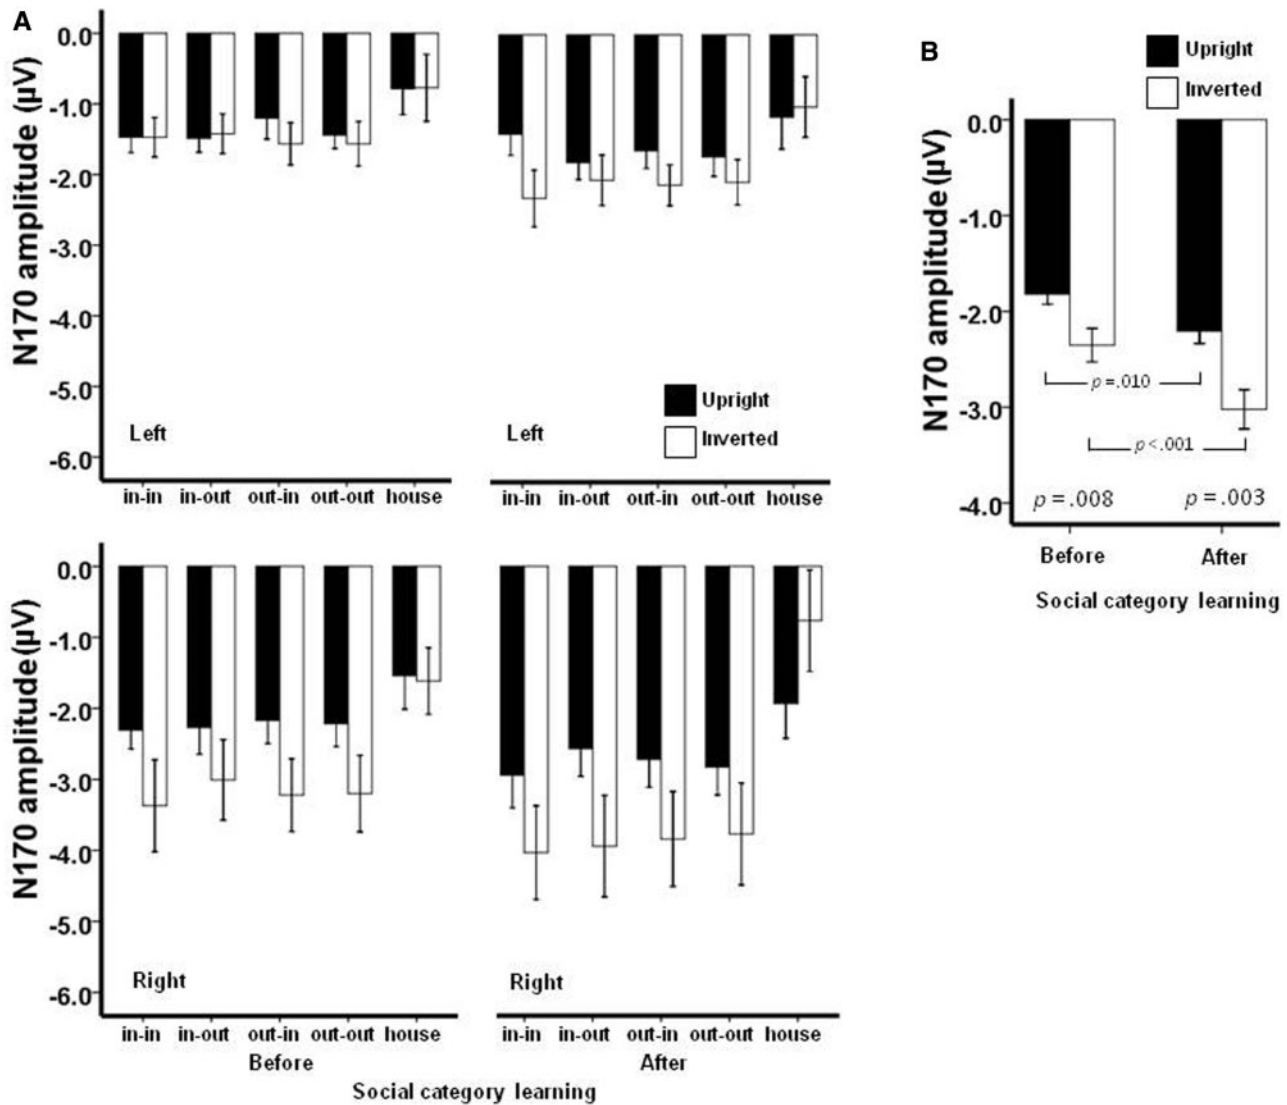 A
N170 amplitude (µV)
0.0
-1.0
-2.0
-3.0
-4.0
-5.0
-6.0
Left
in-in in-out out-in out-out house
Left
Upright
Inverted
in-in in-out out-in out-out house
B
Upright
Inverted
N170 amplitude (µV)
0.0
-1.0
-2.0
-3.0
-4.0
p =.010
p <.001
p = .008 p = .003
Before After
Social category learning
N170 amplitude(µV)
0.0
-1.0
-2.0
-3.0
-4.0
-5.0
-6.0
Right
Right
in-in in-out out-in out-out house in-in in-out out-in out-out house
Before After
Social category learning